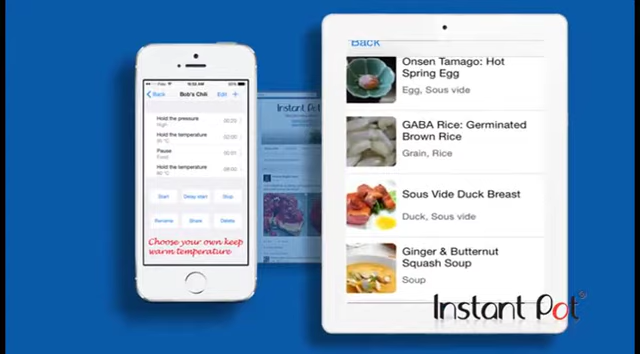 10:52 AM
Back
Bob's Chili
Edit
+
Hold the pressure
High
Hold the temperature
Pause
Hold the temperature
Start
Delay start
Stop
Rename
Share
Delete
Choose your own keep
warm temperature
Instant Pot
Back
Onsen Tamago: Hot
Spring Egg
Egg, Sous vide
GABA Rice: Germinated
Brown Rice
Grain, Rice
Sous Vide Duck Breast
Duck, Sous vide
Ginger & Butternut
Squash Soup
Soup
Instant Pot